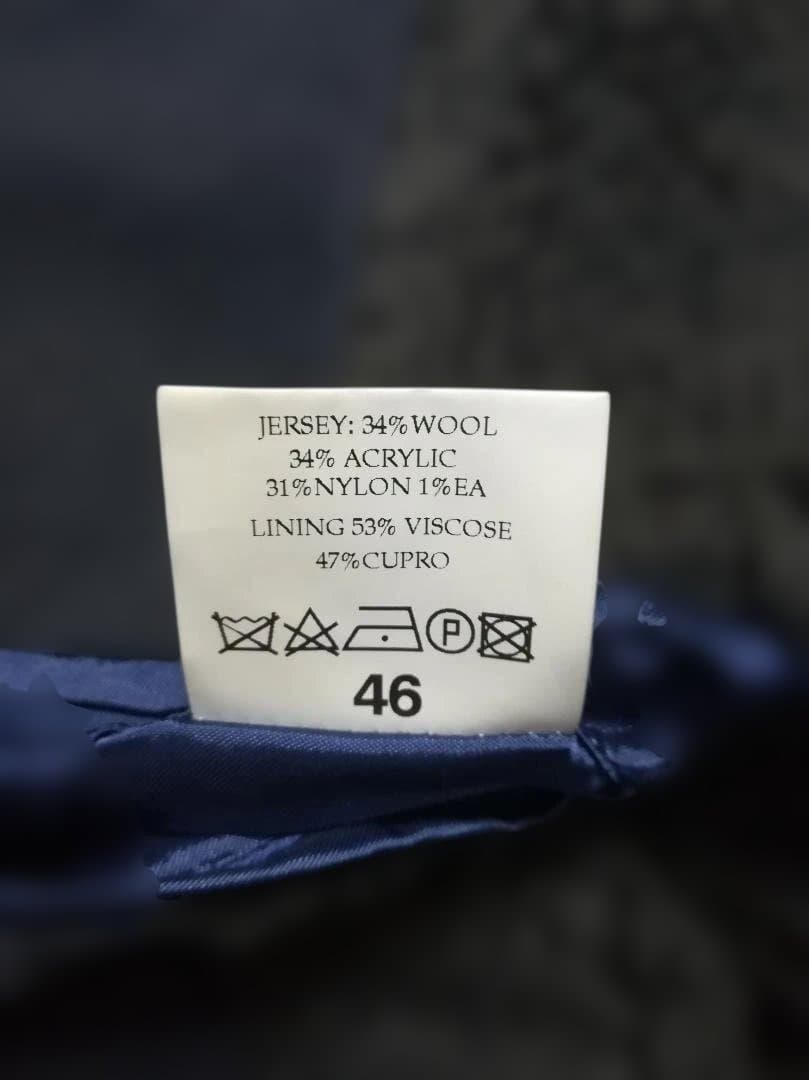 JERSEY: 34%WOOL
34% ACRYLIC
31%NYLON 1%EA
LINING 53% VISCOSE
47%CUPRO
P
46